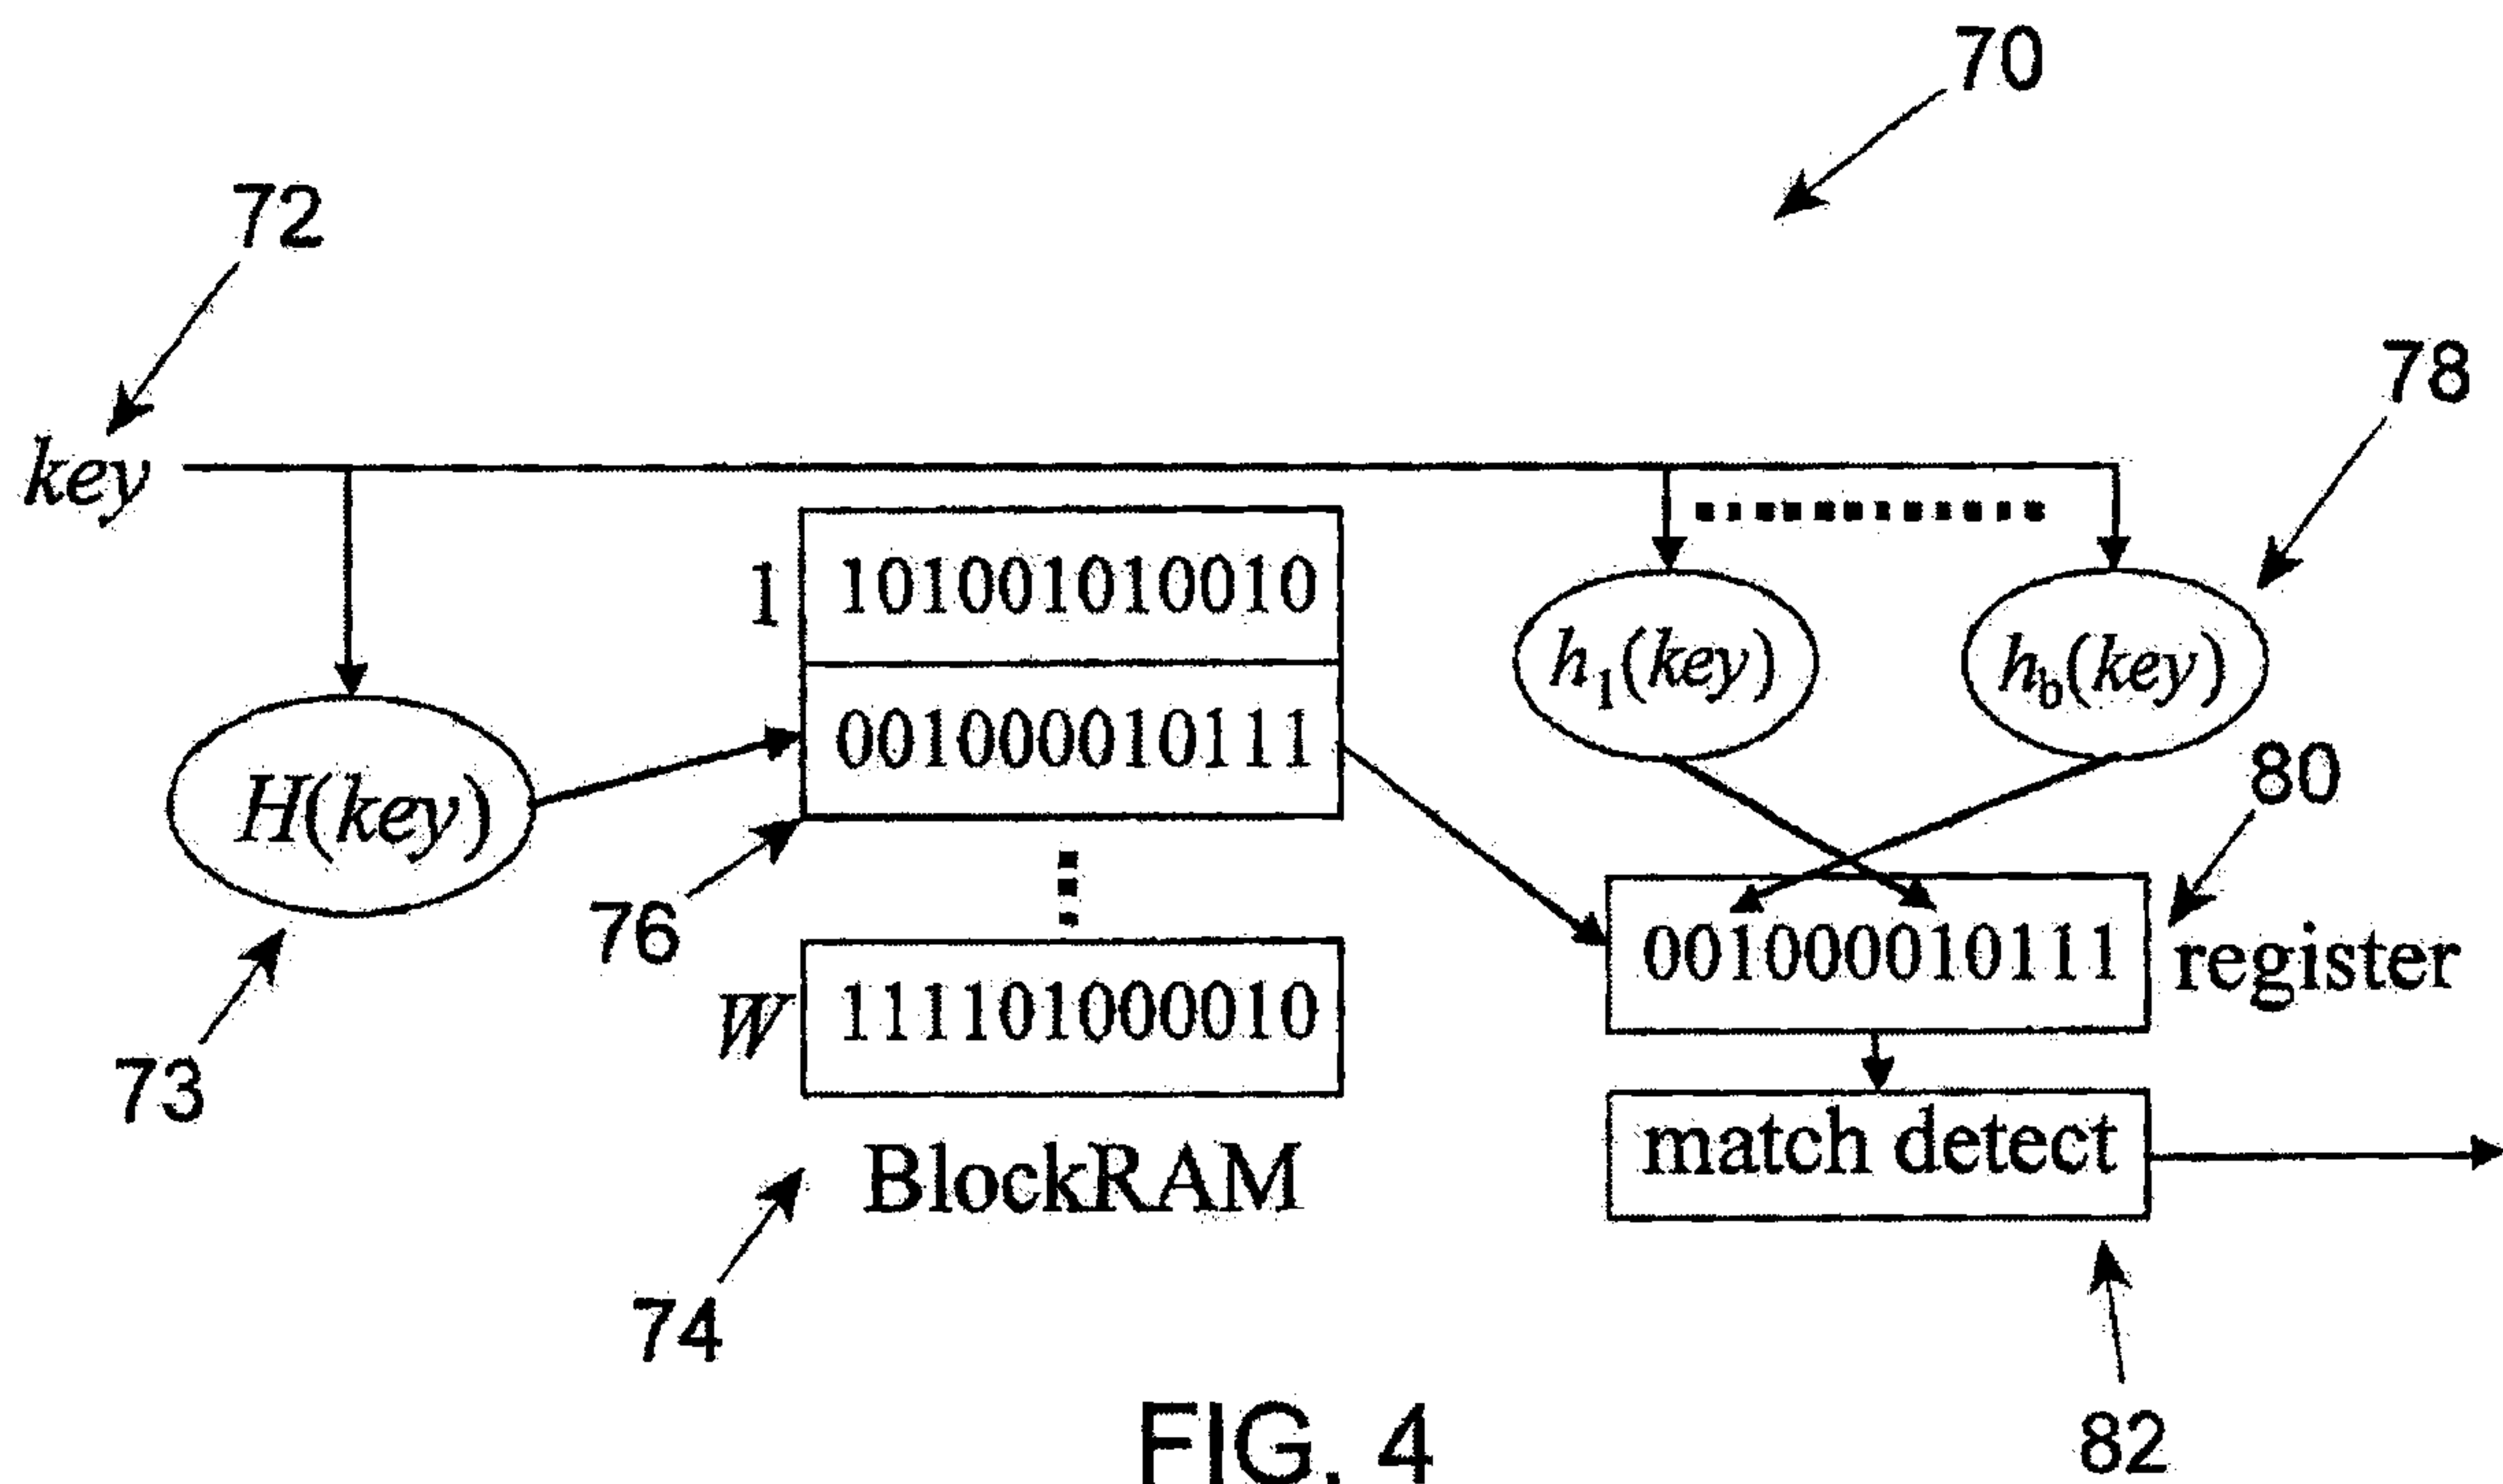 70
72
78
key
1
101001010010
h1(key)
hb(key)
001000010111
H(key)
80
76
001000010111
register
W
111101000010
73
match detect
BlockRAM
74
82
FIG. 4